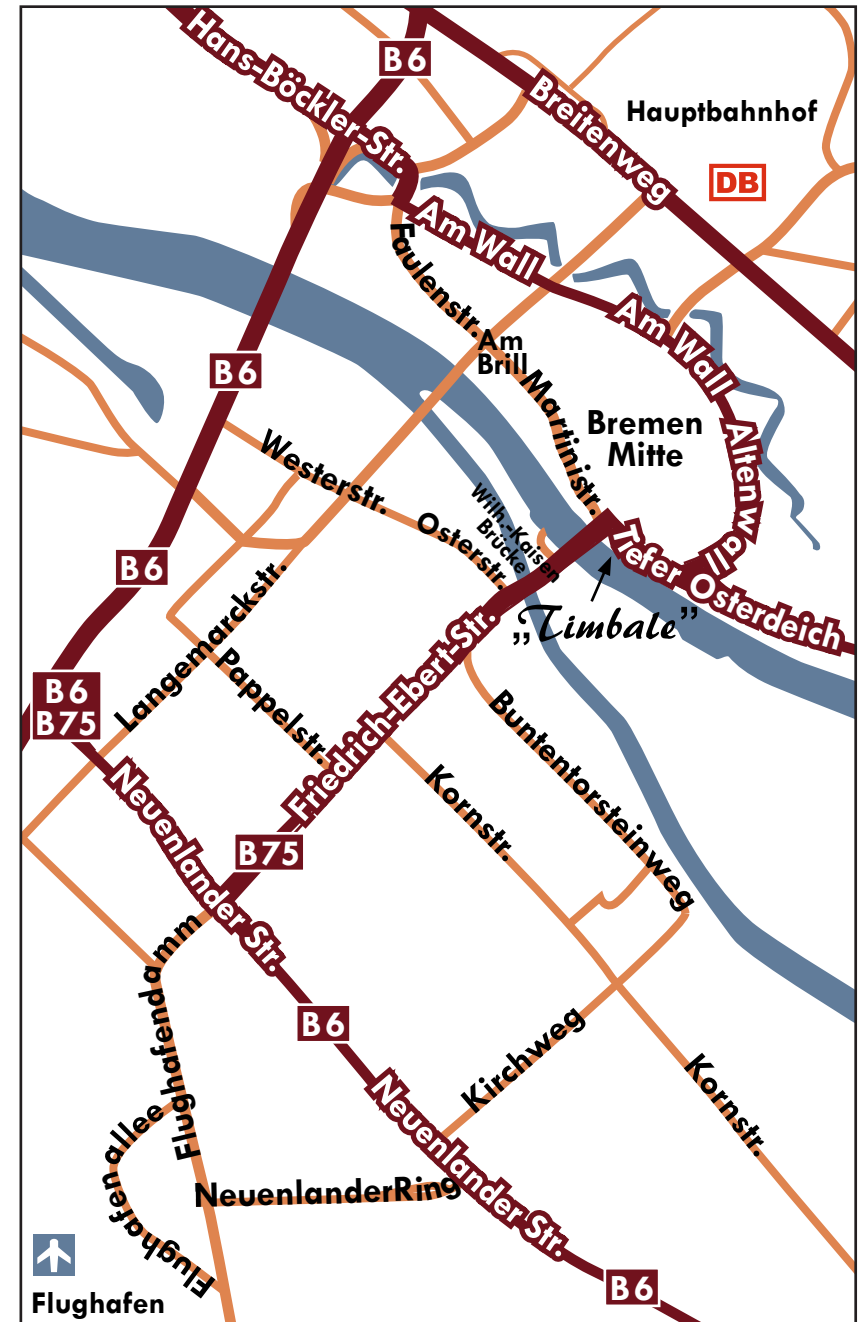 Hans-Böckler-Str.
B6
Breitenweg
Hauptbahnhof
DB
Am Wall
Faulenstr.
Am Wall
Am
Brill
B6
Martinistr.
Bremen
Mitte
Altenwall
Westerstr.
Osterstr.
Wilh.-Kaisen
Brücke
Tiefer
Osterdeich
B6
„Timbale”
Langemarckstr.
Pappelstr.
Friedrich-Ebert-Str.
B6
B75
Buntentorsteinweg
Kornstr.
Neuenlander Str.
B75
Flughafendamm
B6
Kirchweg
Kornstr.
Neuenlander Str.
Flughafenallee
NeuenlanderRing
Flughafen
B6